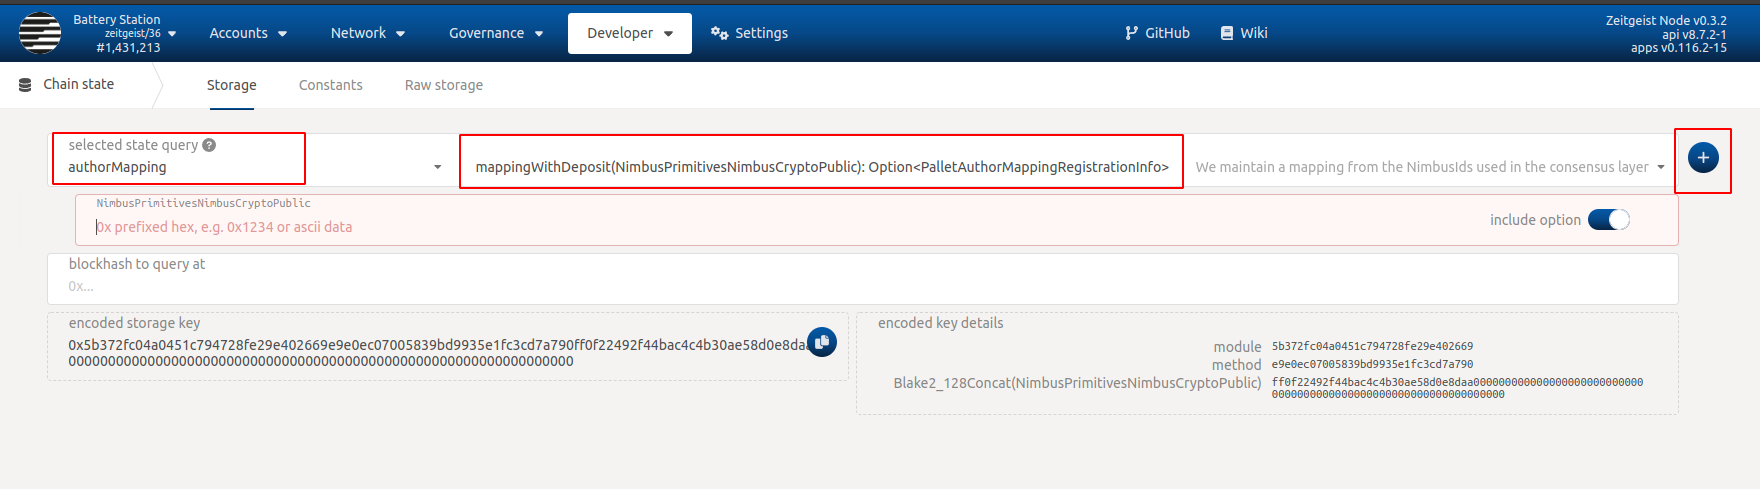 Battery Station
zeitgeist/36
#1,431,213
Accounts
Network
Governance
Developer
Settings
GitHub
Wiki
Zeitgeist Node v0.3.2
api v8.7.2-1
apps v0.116.2-15
Chain state
Storage
Constants
Raw storage
selected state query ?
authorMapping
mappingWithDeposit(NimbusPrimitivesNimbusCryptoPublic): Option<PalletAuthorMappingRegistrationInfo>
We maintain a mapping from the NimbusIds used in the consensus layer
NimbusPrimitivesNimbusCryptoPublic
0x prefixed hex, e.g. 0x1234 or ascii data
include option
blockhash to query at
0x...
encoded storage key
0x5b372fc04a0451c794728fe29e402669e9e0ec07005839bd9935e1fc3cd7a790ff0f22492f44bac4c4b30ae58d0e8daa
encoded key details
module 5b372fc04a0451c794728fe29e402669
method e9e0ec07005839bd9935e1fc3cd7a790
Blake2_128Concat(NimbusPrimitivesNimbusCryptoPublic) ff0f22492f44bac4c4b30ae58d0e8daa000000000000000000000000000
0000000000000000000000000000000000000